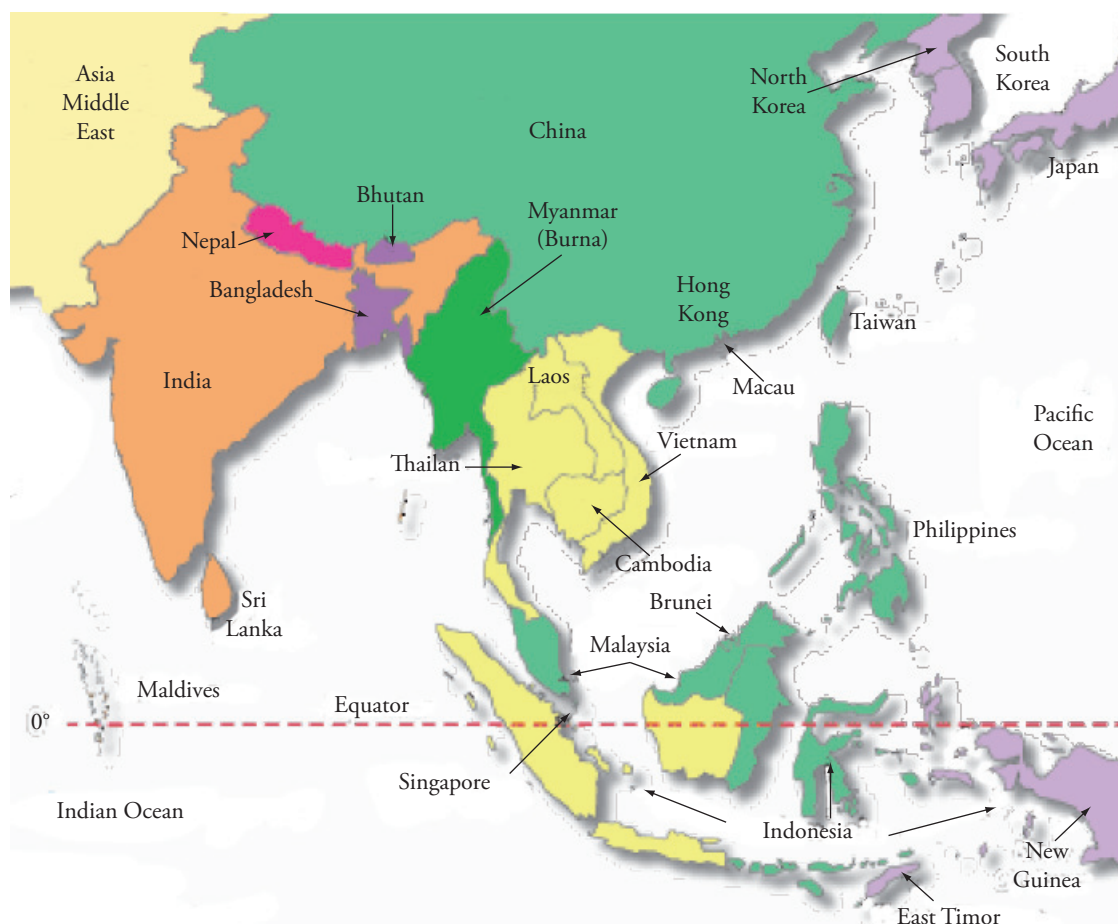 Asia
Middle
East
China
North
Korea
South
Korea
Japan
Bhutan
Nepal
Myanmar
(Burna)
Bangladesh
Hong
Kong
Taiwan
India
Laos
Macau
Pacific
Ocean
Vietnam
Thailan
Philippines
Cambodia
Sri
Lanka
Brunei
Malaysia
Maldives
Equator
0°
Singapore
Indian Ocean
Indonesia
New
Guinea
East Timor